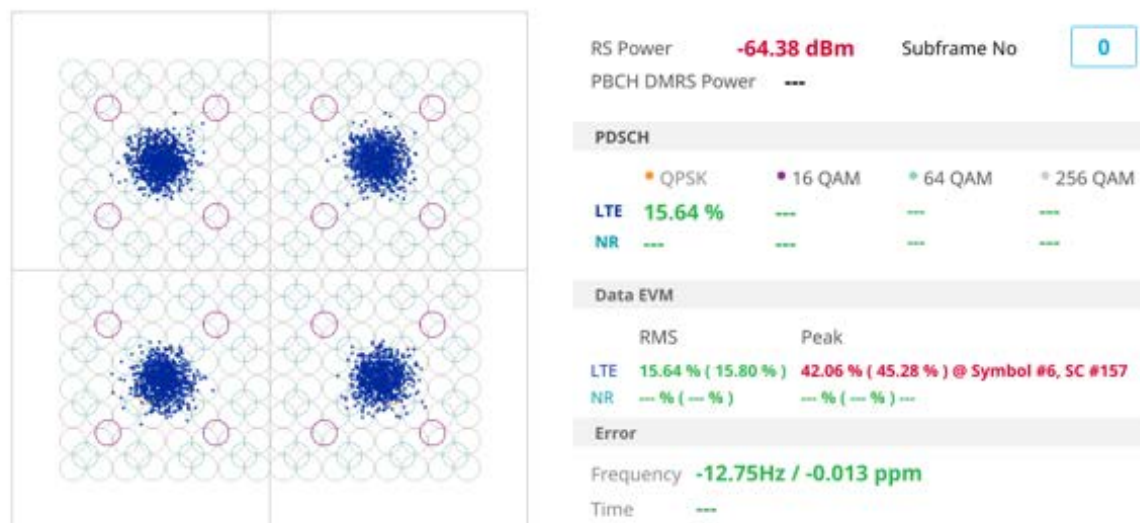 RS Power -64.38 dBm Subframe No 0
PBCH DMRS Power ---
PDSCH
QPSK 16 QAM 64 QAM 256 QAM
LTE 15.64 % --- --- ---
NR --- --- --- ---
Data EVM
RMS Peak
LTE 15.64 % ( 15.80 % ) 42.06 % ( 45.28 % ) @ Symbol #6, SC #157
NR --- % ( --- % ) --- % ( --- % ) ---
Error
Frequency -12.75Hz / -0.013 ppm
Time ---